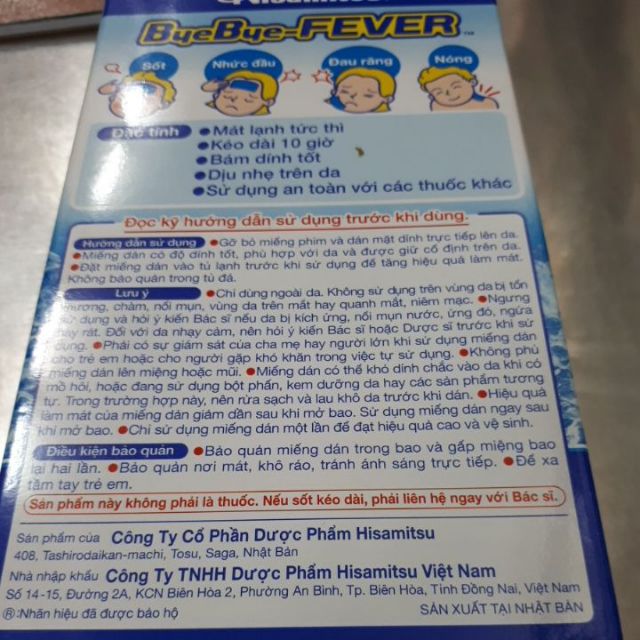 Hisamitsu
ByeBye-FEVER™
Sốt
Nhức đầu
Đau răng
Nóng
Đặc tính
●Mát lạnh tức thì
●Kéo dài 10 giờ
●Bám dính tốt
●Dịu nhẹ trên da
●Sử dụng an toàn với các thuốc khác
Đọc kỹ hướng dẫn sử dụng trước khi dùng.
Hướng dẫn sử dụng ●Gỡ bỏ miếng phim và dán mặt dính trực tiếp lên da.
●Miếng dán có độ dính tốt, phù hợp với da và được giữ cố định trên da.
●Đặt miếng dán vào tủ lạnh trước khi sử dụng để tăng hiệu quả làm mát.
Không bảo quản trong tủ đá.
Lưu ý ●Chỉ dùng ngoài da. Không sử dụng trên vùng da bị tổn
thương, chàm, nổi mụn, vùng da trên mắt hay quanh mắt, niêm mạc. ●Ngưng
sử dụng và hỏi ý kiến Bác sĩ nếu da bị kích ứng, nổi mụn nước, ửng đỏ, ngứa
hay rát. Đối với da nhạy cảm, nên hỏi ý kiến Bác sĩ hoặc Dược sĩ trước khi sử
dụng. ●Phải có sự giám sát của cha mẹ hay người lớn khi sử dụng miếng dán
cho trẻ em hoặc cho người gặp khó khăn trong việc tự sử dụng. ●Không phủ
miếng dán lên miệng hoặc mũi. ●Miếng dán có thể khó dính chắc vào da khi có
mồ hôi, hoặc đang sử dụng bột phấn, kem dưỡng da hay các sản phẩm tương
tự. Trong trường hợp này, nên rửa sạch và lau khô da trước khi dán. ●Hiệu quả
làm mát của miếng dán giảm dần sau khi mở bao. Sử dụng miếng dán ngay sau
khi mở bao. ●Chỉ sử dụng miếng dán một lần để đạt hiệu quả cao và vệ sinh.
Điều kiện bảo quản ●Bảo quản miếng dán trong bao và gấp miệng bao
lại hai lần. ●Bảo quản nơi mát, khô ráo, tránh ánh sáng trực tiếp. ●Để xa
tầm tay trẻ em.
Sản phẩm này không phải là thuốc. Nếu sốt kéo dài, phải liên hệ ngay với Bác sĩ.
Sản phẩm của Công Ty Cổ Phần Dược Phẩm Hisamitsu
408, Tashirodaikan-machi, Tosu, Saga, Nhật Bản
Nhà nhập khẩu Công Ty TNHH Dược Phẩm Hisamitsu Việt Nam
Số 14-15, Đường 2A, KCN Biên Hòa 2, Phường An Bình, Tp. Biên Hòa, Tỉnh Đồng Nai, Việt Nam
®:Nhãn hiệu đã được bảo hộ SẢN XUẤT TẠI NHẬT BẢN